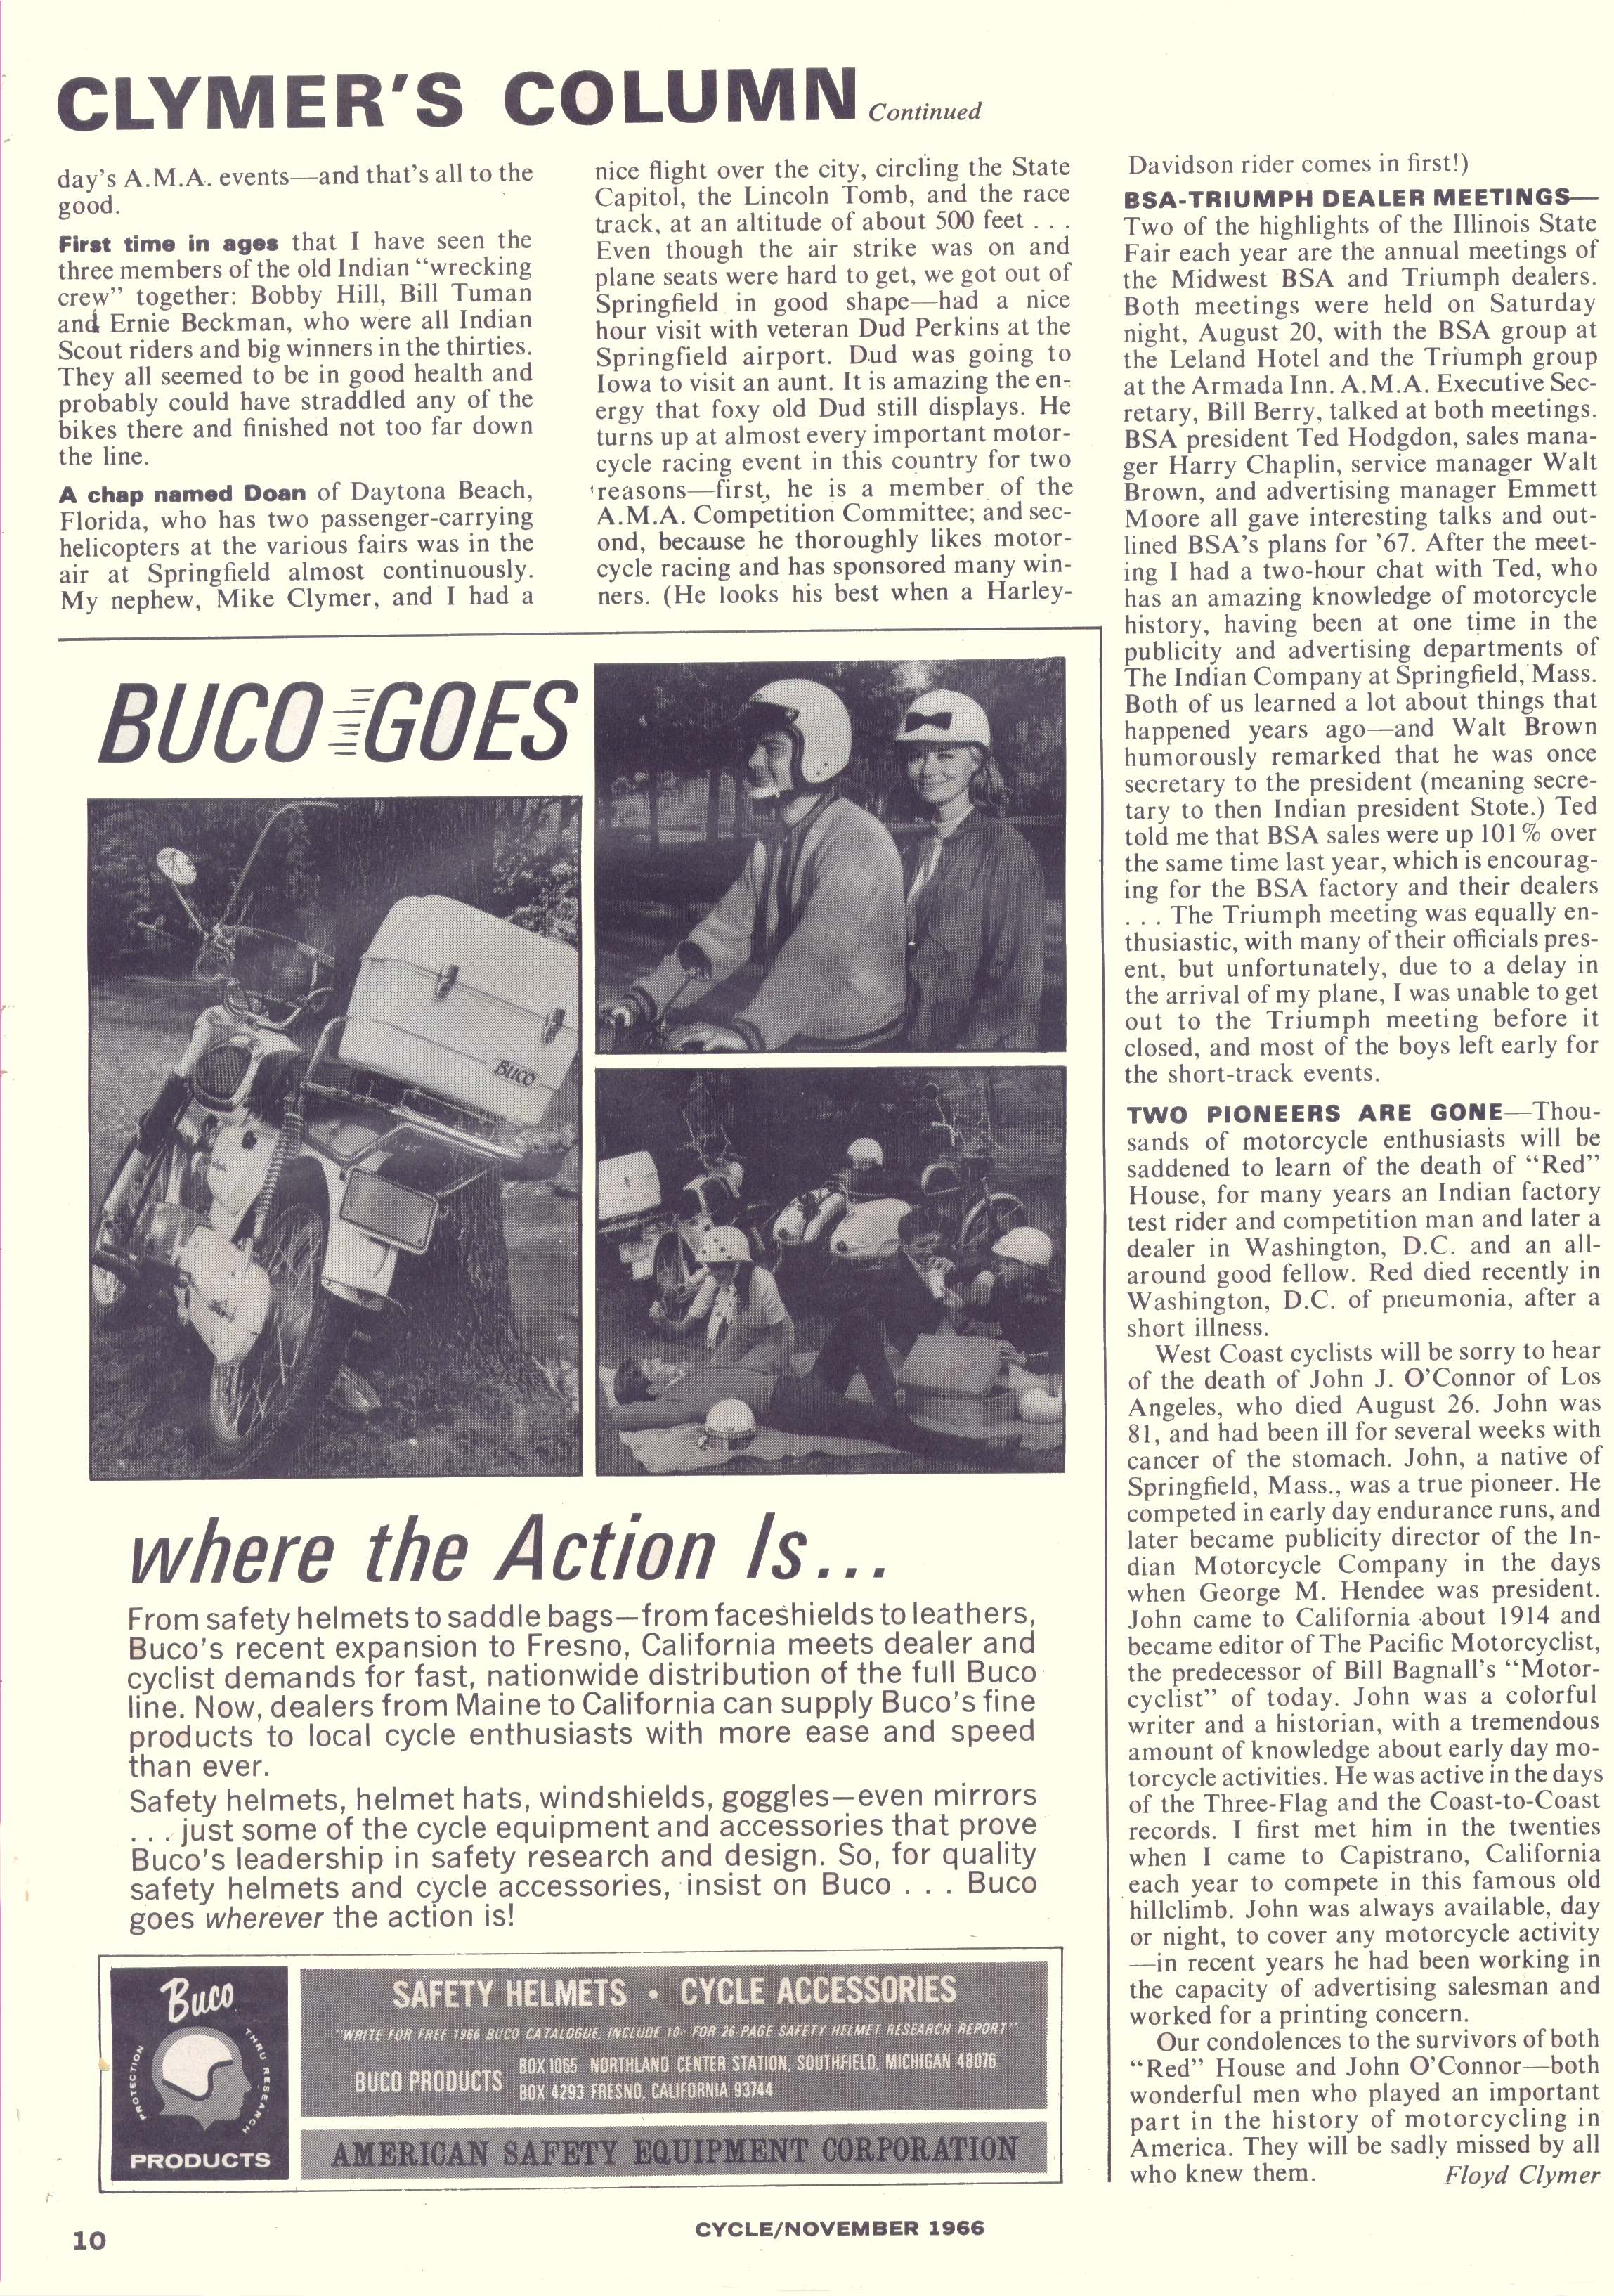 CLYMER'S COLUMN Continued
day's A.M.A. events—and that's all to the
good.
First time in ages that I have seen the
three members of the old Indian "wrecking
crew" together: Bobby Hill, Bill Tuman
and Ernie Beckman, who were all Indian
Scout riders and big winners in the thirties.
They all seemed to be in good health and
probably could have straddled any of the
bikes there and finished not too far down
the line.
A chap named Doan of Daytona Beach,
Florida, who has two passenger-carrying
helicopters at the various fairs was in the
air at Springfield almost continuously.
My nephew, Mike Clymer, and I had a
nice flight over the city, circling the State
Capitol, the Lincoln Tomb, and the race
track, at an altitude of about 500 feet . . .
Even though the air strike was on and
plane seats were hard to get, we got out of
Springfield in good shape—had a nice
hour visit with veteran Dud Perkins at the
Springfield airport. Dud was going to
Iowa to visit an aunt. It is amazing the en-
ergy that foxy old Dud still displays. He
turns up at almost every important motor-
cycle racing event in this country for two
reasons—first, he is a member of the
A.M.A. Competition Committee; and sec-
ond, because he thoroughly likes motor-
cycle racing and has sponsored many win-
ners. (He looks his best when a Harley-
Davidson rider comes in first!)
BSA-TRIUMPH DEALER MEETINGS—
Two of the highlights of the Illinois State
Fair each year are the annual meetings of
the Midwest BSA and Triumph dealers.
Both meetings were held on Saturday
night, August 20, with the BSA group at
the Leland Hotel and the Triumph group
at the Armada Inn. A.M.A. Executive Sec-
retary, Bill Berry, talked at both meetings.
BSA president Ted Hodgdon, sales mana-
ger Harry Chaplin, service manager Walt
Brown, and advertising manager Emmett
Moore all gave interesting talks and out-
lined BSA's plans for '67. After the meet-
ing I had a two-hour chat with Ted, who
has an amazing knowledge of motorcycle
history, having been at one time in the
publicity and advertising departments of
The Indian Company at Springfield, Mass.
Both of us learned a lot about things that
happened years ago—and Walt Brown
humorously remarked that he was once
secretary to the president (meaning secre-
tary to then Indian president Stote.) Ted
told me that BSA sales were up 101% over
the same time last year, which is encourag-
ing for the BSA factory and their dealers
. . . The Triumph meeting was equally en-
thusiastic, with many of their officials pres-
ent, but unfortunately, due to a delay in
the arrival of my plane, I was unable to get
out to the Triumph meeting before it
closed, and most of the boys left early for
the short-track events.
TWO PIONEERS ARE GONE—Thou-
sands of motorcycle enthusiasts will be
saddened to learn of the death of "Red"
House, for many years an Indian factory
test rider and competition man and later a
dealer in Washington, D.C. and an all-
around good fellow. Red died recently in
Washington, D.C. of pneumonia, after a
short illness.
West Coast cyclists will be sorry to hear
of the death of John J. O'Connor of Los
Angeles, who died August 26. John was
81, and had been ill for several weeks with
cancer of the stomach. John, a native of
Springfield, Mass., was a true pioneer. He
competed in early day endurance runs, and
later became publicity director of the In-
dian Motorcycle Company in the days
when George M. Hendee was president.
John came to California about 1914 and
became editor of The Pacific Motorcyclist,
the predecessor of Bill Bagnall's "Motor-
cyclist" of today. John was a colorful
writer and a historian, with a tremendous
amount of knowledge about early day mo-
torcycle activities. He was active in the days
of the Three-Flag and the Coast-to-Coast
records. I first met him in the twenties
when I came to Capistrano, California
each year to compete in this famous old
hillclimb. John was always available, day
or night, to cover any motorcycle activity
—in recent years he had been working in
the capacity of advertising salesman and
worked for a printing concern.
Our condolences to the survivors of both
"Red" House and John O'Connor—both
wonderful men who played an important
part in the history of motorcycling in
America. They will be sadly missed by all
who knew them. Floyd Clymer
BUCO GOES
Buco
where the Action Is...
From safety helmets to saddle bags—from faceshields to leathers,
Buco's recent expansion to Fresno, California meets dealer and
cyclist demands for fast, nationwide distribution of the full Buco
line. Now, dealers from Maine to California can supply Buco's fine
products to local cycle enthusiasts with more ease and speed
than ever.
Safety helmets, helmet hats, windshields, goggles—even mirrors
. . . just some of the cycle equipment and accessories that prove
Buco's leadership in safety research and design. So, for quality
safety helmets and cycle accessories, insist on Buco . . . Buco
goes wherever the action is!
Buco
PROTECTION THRU RESEARCH
PRODUCTS
SAFETY HELMETS • CYCLE ACCESSORIES
"WRITE FOR FREE 1966 BUCO CATALOGUE, INCLUDE 10¢ FOR 26-PAGE SAFETY HELMET RESEARCH REPORT"
BUCO PRODUCTS
BOX 1065 NORTHLAND CENTER STATION, SOUTHFIELD, MICHIGAN 48076
BOX 4293 FRESNO, CALIFORNIA 93744
AMERICAN SAFETY EQUIPMENT CORPORATION
10
CYCLE/NOVEMBER 1966